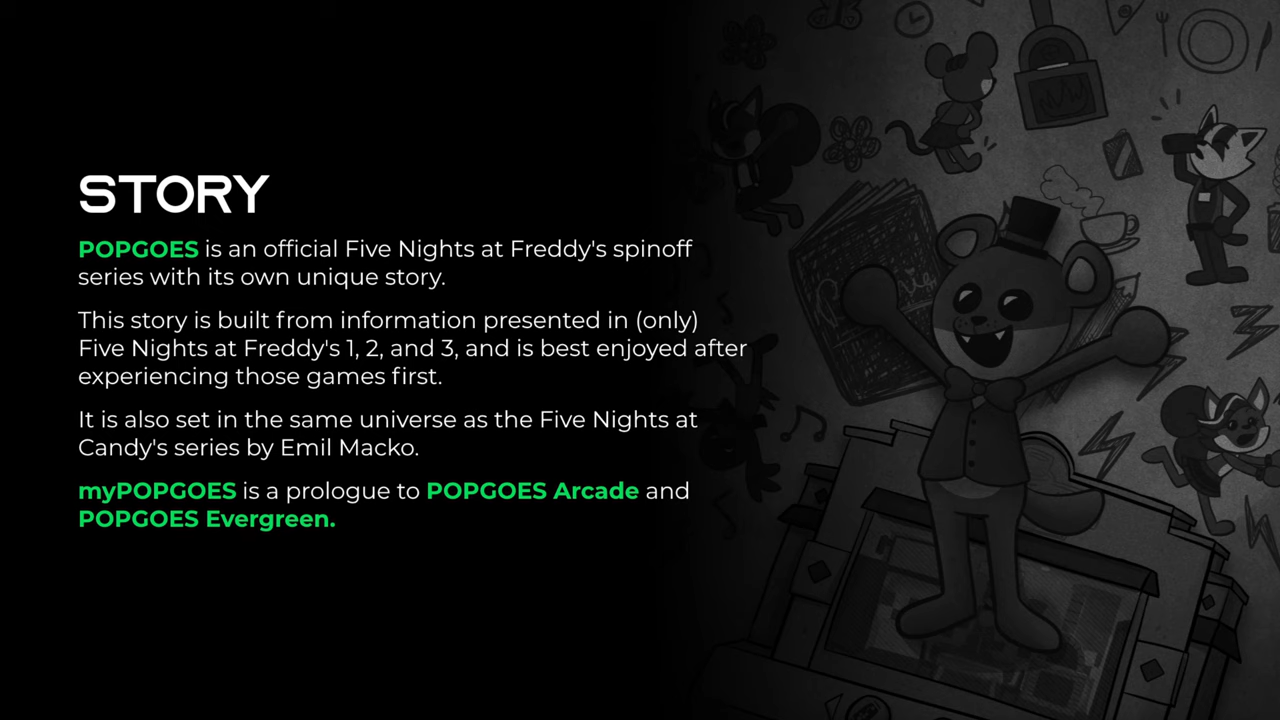 STORY
POPGOES is an official Five Nights at Freddy's spinoff
series with its own unique story.
This story is built from information presented in (only)
Five Nights at Freddy's 1, 2, and 3, and is best enjoyed after
experiencing those games first.
It is also set in the same universe as the Five Nights at
Candy's series by Emil Macko.
myPOPGOES is a prologue to POPGOES Arcade and
POPGOES Evergreen.